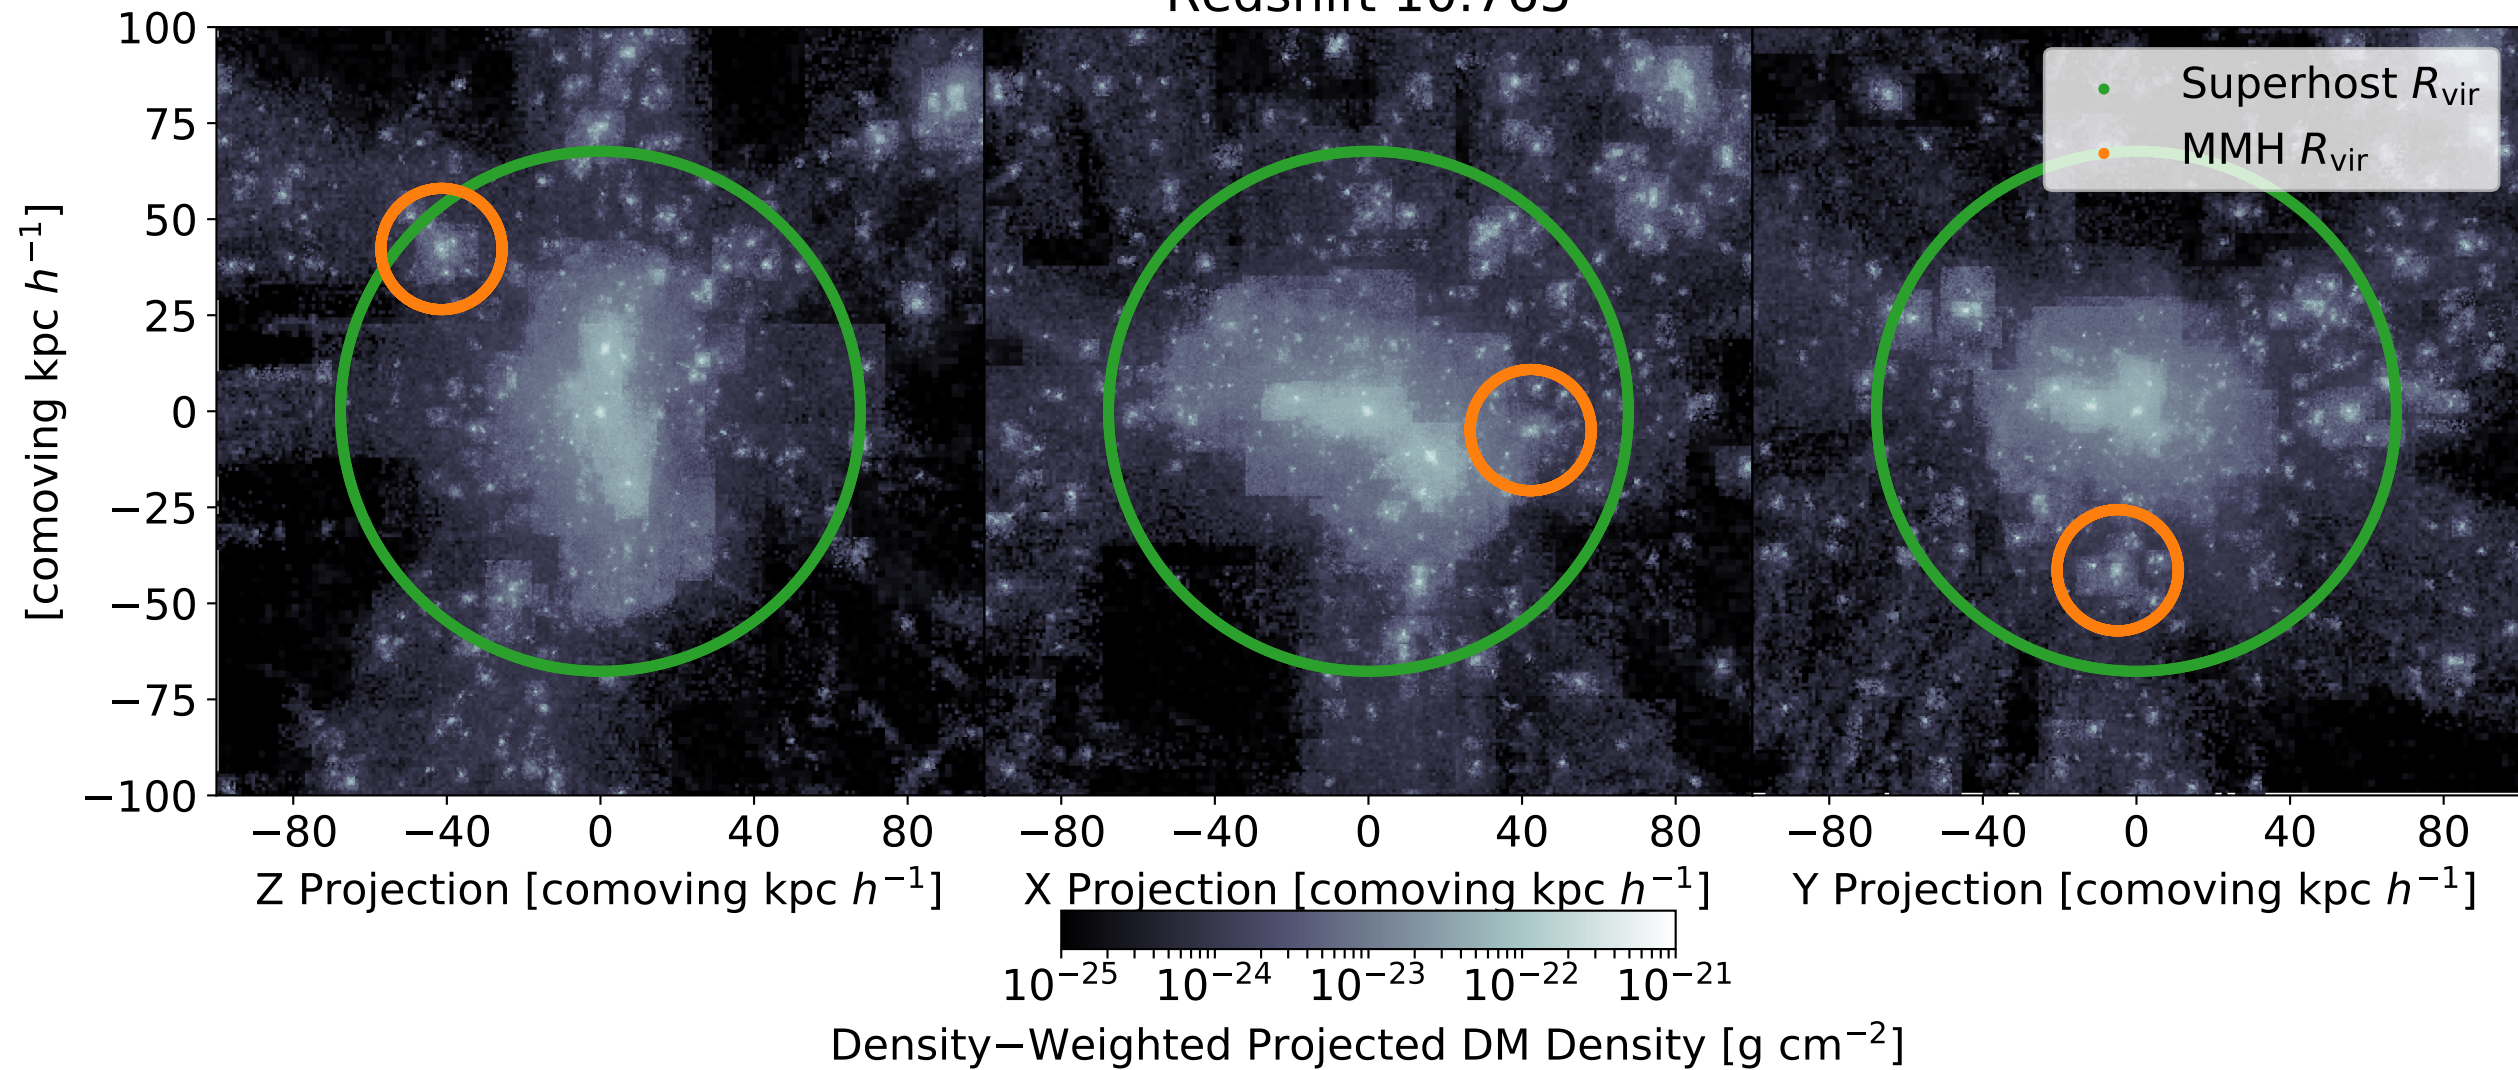 100
75
50
25
0
−25
−50
−75
−100
[comoving kpc h⁻¹]
Superhost Rvir
MMH Rvir
−80 −40 0 40 80 −80 −40 0 40 80 −80 −40 0 40 80
Z Projection [comoving kpc h⁻¹] X Projection [comoving kpc h⁻¹] Y Projection [comoving kpc h⁻¹]
10⁻²⁵ 10⁻²⁴ 10⁻²³ 10⁻²² 10⁻²¹
Density−Weighted Projected DM Density [g cm⁻²]